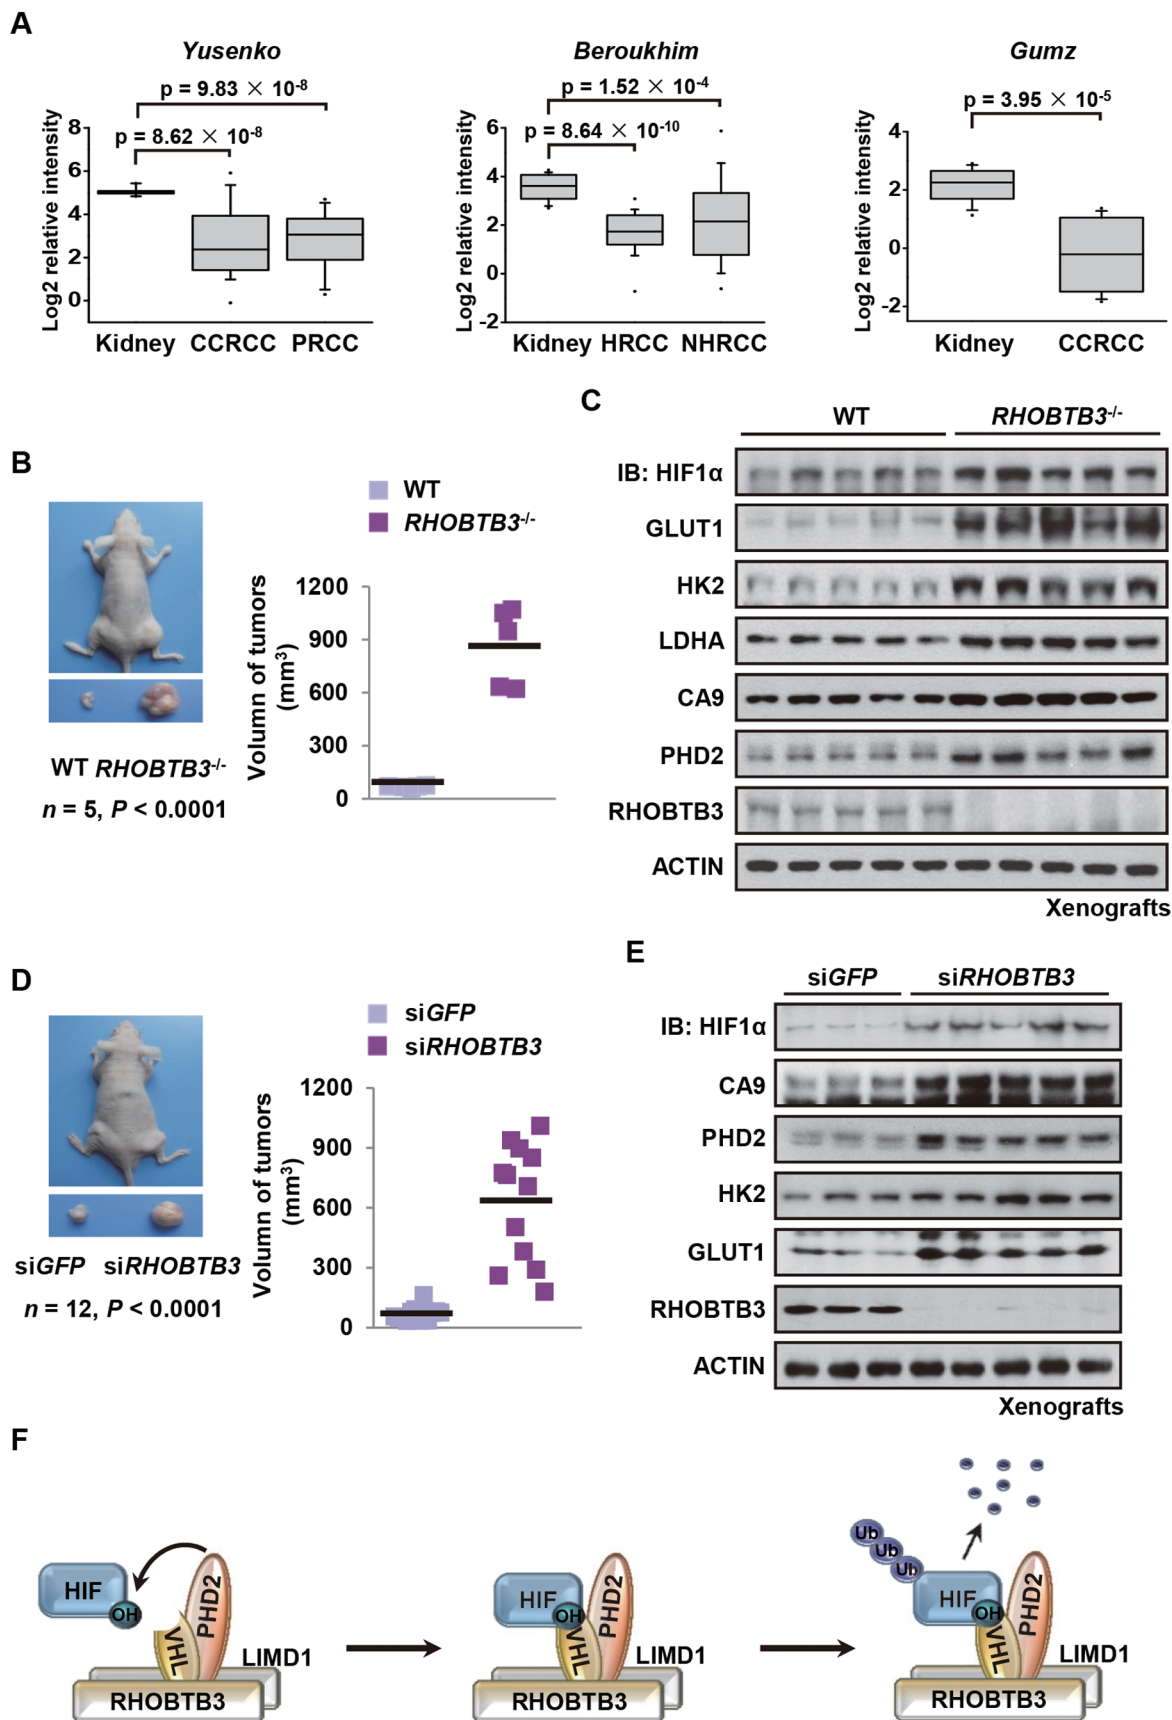 A
Yusenko
p = 9.83 × 10-8
p = 8.62 × 10-8
Log2 relative intensity
8
6
4
2
0
Kidney CCRCC PRCC
Beroukhim
p = 1.52 × 10-4
p = 8.64 × 10-10
Log2 relative intensity
6
4
2
0
-2
Kidney HRCC NHRCC
Gumz
p = 3.95 × 10-5
Log2 relative intensity
4
2
0
-2
Kidney CCRCC
B
WT RHOBTB3-/-
n = 5, P < 0.0001
WT
RHOBTB3-/-
Volumn of tumors
(mm3)
1200
900
600
300
0
C
WT RHOBTB3-/-
IB: HIF1α
GLUT1
HK2
LDHA
CA9
PHD2
RHOBTB3
ACTIN
Xenografts
D
siGFP siRHOBTB3
n = 12, P < 0.0001
siGFP
siRHOBTB3
Volumn of tumors
(mm3)
1200
900
600
300
0
E
siGFP siRHOBTB3
IB: HIF1α
CA9
PHD2
HK2
GLUT1
RHOBTB3
ACTIN
Xenografts
F
HIF
OH
VHL
PHD2
LIMD1
RHOBTB3
HIF
OH
VHL
PHD2
LIMD1
RHOBTB3
Ub
Ub
Ub
HIF
OH
VHL
PHD2
LIMD1
RHOBTB3